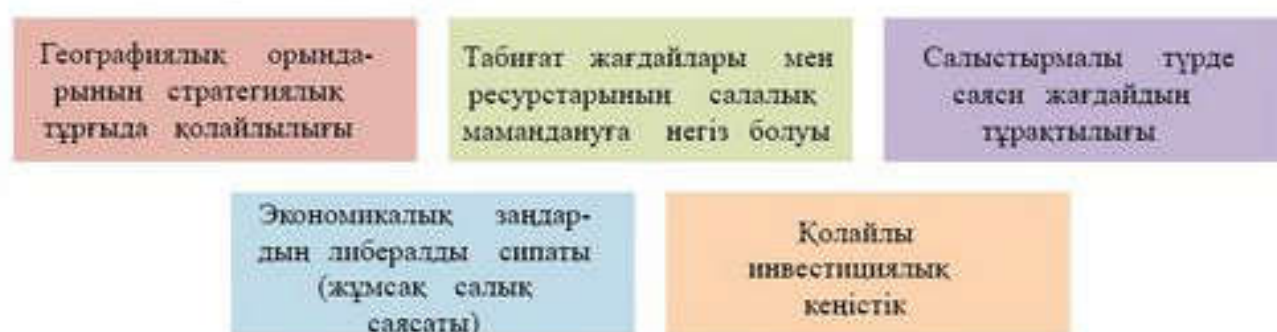 Географиялық орында-
рының стратегиялық
тұрғыда қолайлылығы
Табиғат жағдайлары мен
ресурстарының салалық
мамандануға негіз болуы
Салыстырмалы түрде
саяси жағдайдың
тұрақтылығы
Экономикалық заңдар-
дың либералды сипаты
(жұмсақ салық
саясаты)
Қолайлы
инвестициялық
кеңістік